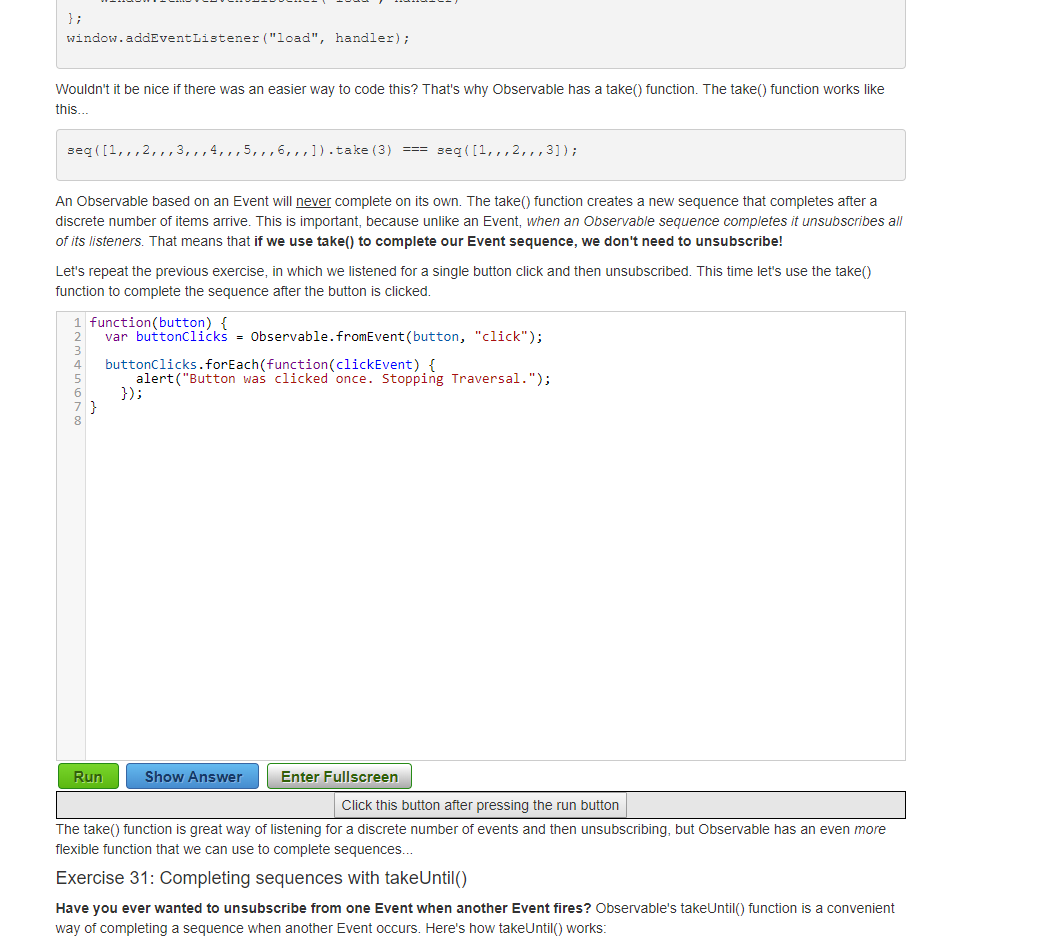 };
window.addEventListener("load", handler);
Wouldn't it be nice if there was an easier way to code this? That's why Observable has a take() function. The take() function works like
this...
seq([1,,,2,,,3,,,4,,,5,,,6,,,]).take(3) === seq([1,,,2,,,3]);
An Observable based on an Event will never complete on its own. The take() function creates a new sequence that completes after a
discrete number of items arrive. This is important, because unlike an Event, when an Observable sequence completes it unsubscribes all
of its listeners. That means that if we use take() to complete our Event sequence, we don't need to unsubscribe!
Let's repeat the previous exercise, in which we listened for a single button click and then unsubscribed. This time let's use the take()
function to complete the sequence after the button is clicked.
1 function(button) {
2 var buttonClicks = Observable.fromEvent(button, "click");
3
4 buttonClicks.forEach(function(clickEvent) {
5 alert("Button was clicked once. Stopping Traversal.");
6 });
7 }
8
Run Show Answer Enter Fullscreen
Click this button after pressing the run button
The take() function is great way of listening for a discrete number of events and then unsubscribing, but Observable has an even more
flexible function that we can use to complete sequences...
Exercise 31: Completing sequences with takeUntil()
Have you ever wanted to unsubscribe from one Event when another Event fires? Observable's takeUntil() function is a convenient
way of completing a sequence when another Event occurs. Here's how takeUntil() works: